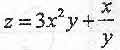 z = 3x²y + x/y